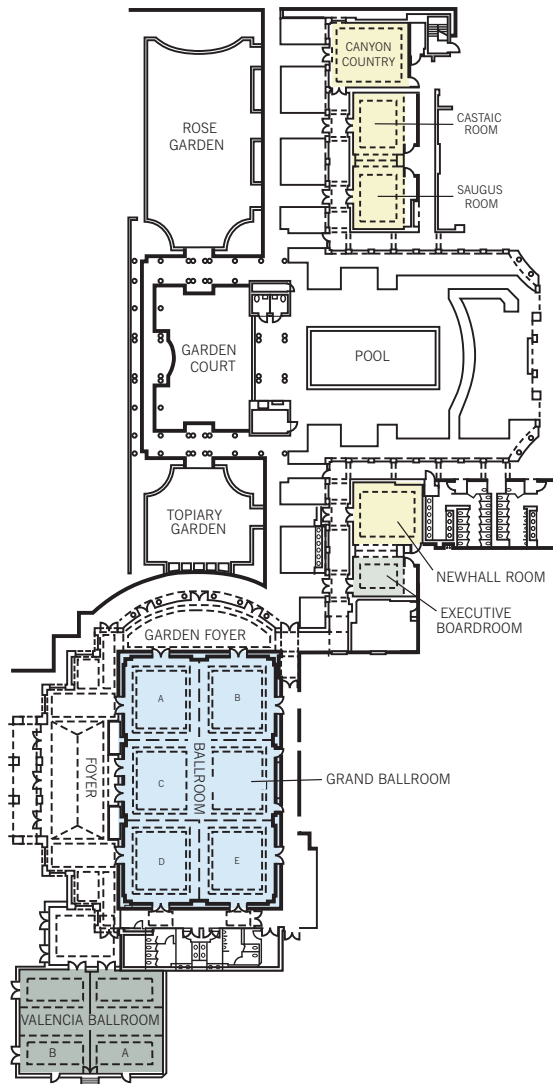 CANYON
COUNTRY
CASTAIC
ROOM
ROSE
GARDEN
SAUGUS
ROOM
GARDEN
COURT
POOL
TOPIARY
GARDEN
NEWHALL ROOM
EXECUTIVE
BOARDROOM
GARDEN FOYER
A
B
BALLROOM
FOYER
C
GRAND BALLROOM
D
E
VALENCIA BALLROOM
B
A